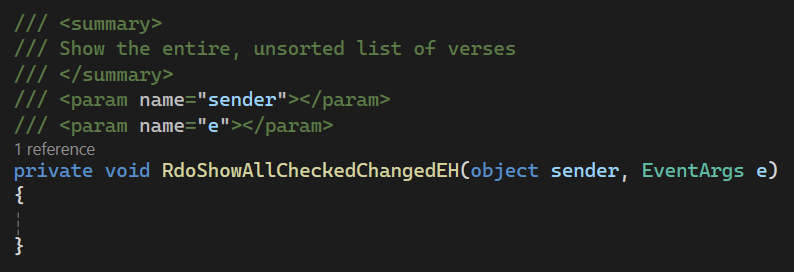 /// <summary>
/// Show the entire, unsorted list of verses
/// </summary>
/// <param name="sender"></param>
/// <param name="e"></param>
1 reference
private void RdoShowAllCheckedChangedEH(object sender, EventArgs e)
{
}